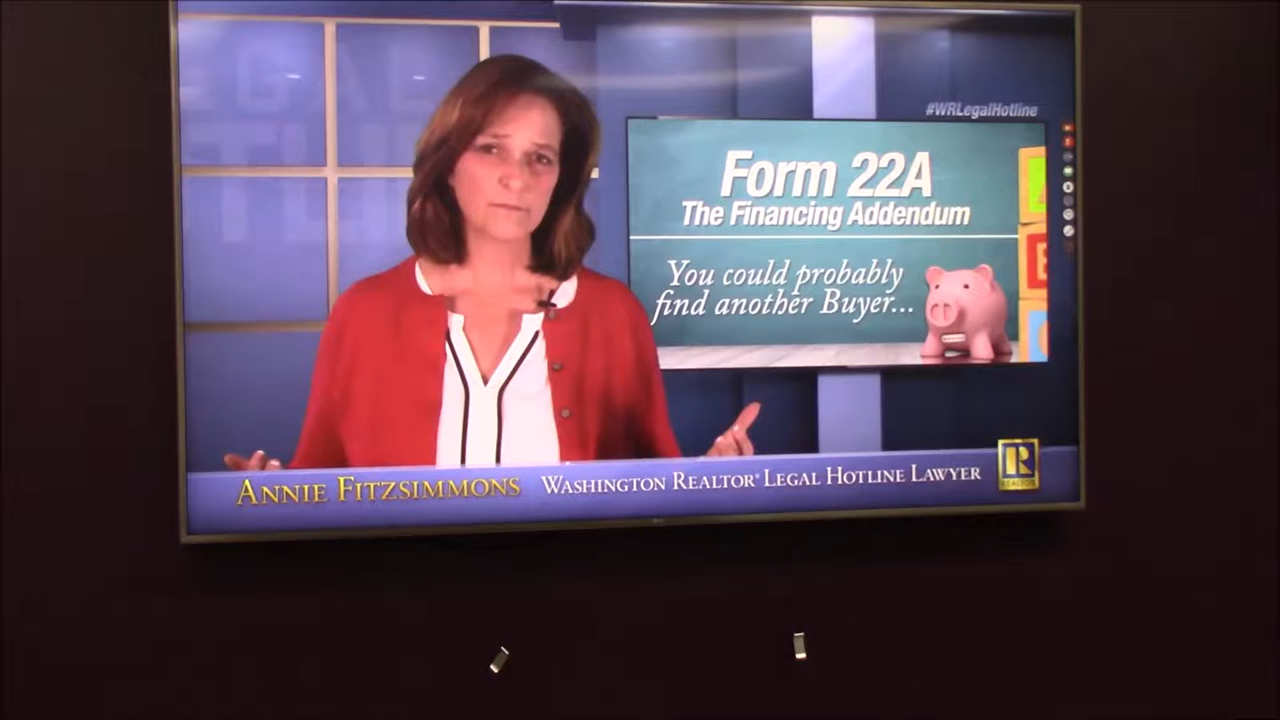 #WRLegalHotline
Form 22A
The Financing Addendum
You could probably
find another Buyer...
ANNIE FITZSIMMONS WASHINGTON REALTOR® LEGAL HOTLINE LAWYER
R
REALTOR